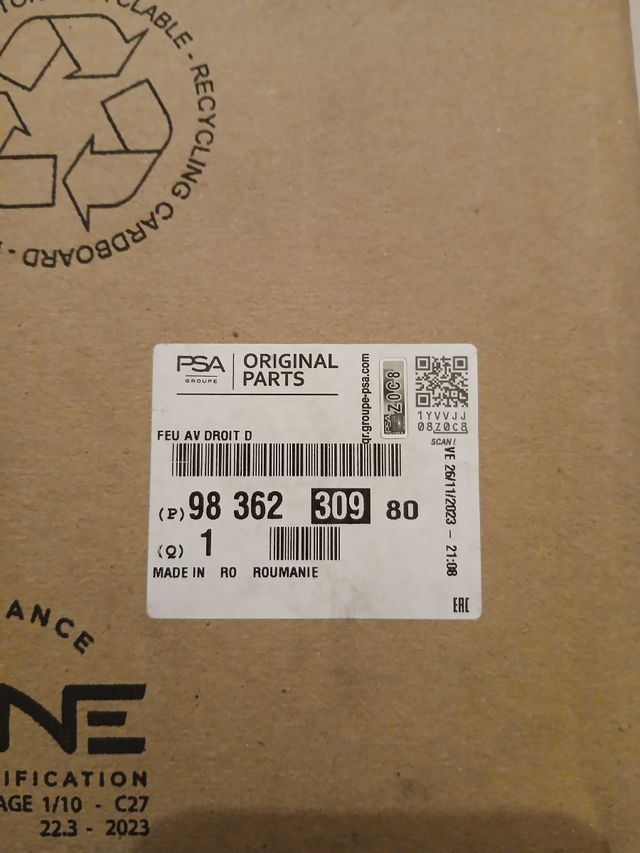 RECYCLABLE - RECYCLING CARDBOARD -
PSA
GROUPE
ORIGINAL
PARTS
qr.groupe-psa.com
Z0C8
1YVVJJ
08Z0C8
SCAN!
FEU AV DROIT D
(P) 98 362 309 80
VE 26/11/2023 - 21:08
(Q) 1
MADE IN RO ROUMANIE
EAC
ANCE
NE
IFICATION
AGE 1/10 - C27
22.3 - 2023